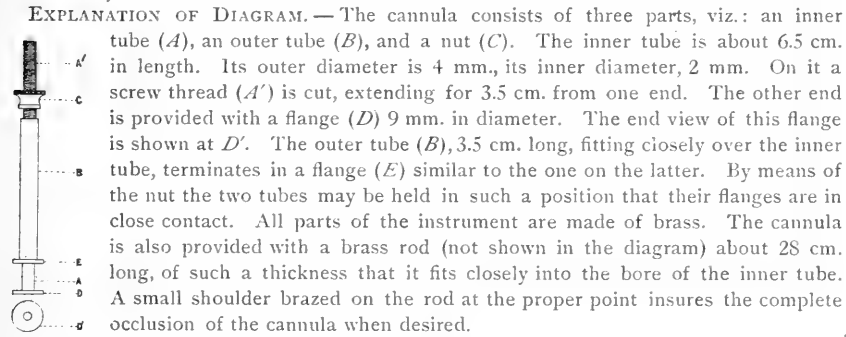 EXPLANATION OF DIAGRAM. — The cannula consists of three parts, viz.: an inner
tube (A), an outer tube (B), and a nut (C). The inner tube is about 6.5 cm.
in length. Its outer diameter is 4 mm., its inner diameter, 2 mm. On it a
screw thread (A′) is cut, extending for 3.5 cm. from one end. The other end
is provided with a flange (D) 9 mm. in diameter. The end view of this flange
is shown at D′. The outer tube (B), 3.5 cm. long, fitting closely over the inner
tube, terminates in a flange (E) similar to the one on the latter. By means of
the nut the two tubes may be held in such a position that their flanges are in
close contact. All parts of the instrument are made of brass. The cannula
is also provided with a brass rod (not shown in the diagram) about 28 cm.
long, of such a thickness that it fits closely into the bore of the inner tube.
A small shoulder brazed on the rod at the proper point insures the complete
occlusion of the cannula when desired.
A′
C
B
E
A
D
d